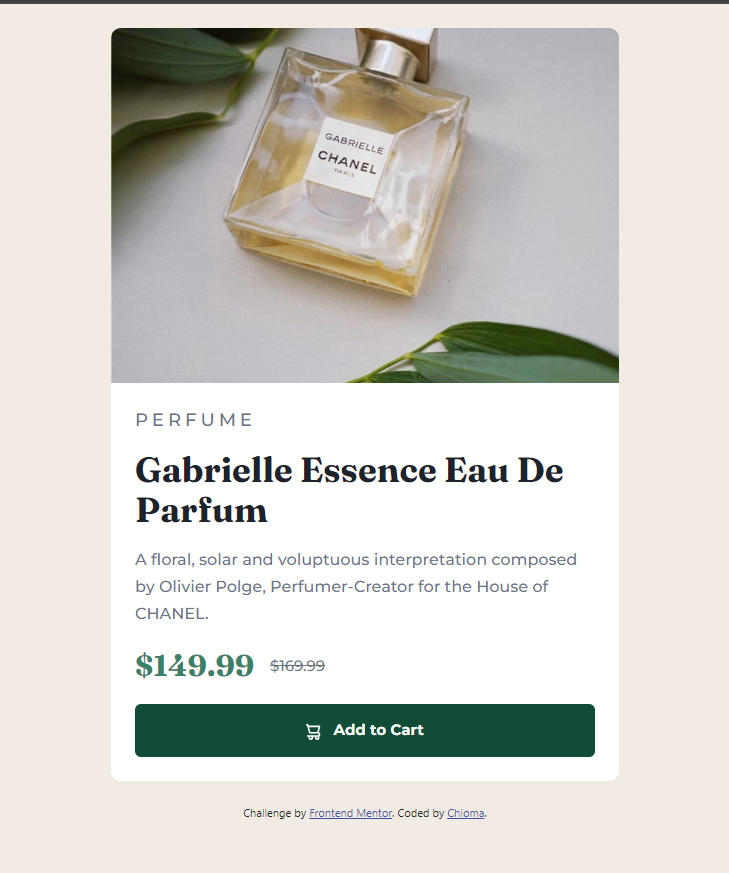 GABRIELLE
CHANEL
PARIS
PERFUME
Gabrielle Essence Eau De
Parfum
A floral, solar and voluptuous interpretation composed
by Olivier Polge, Perfumer-Creator for the House of
CHANEL.
$149.99 $169.99
Add to Cart
Challenge by Frontend Mentor. Coded by Chioma.